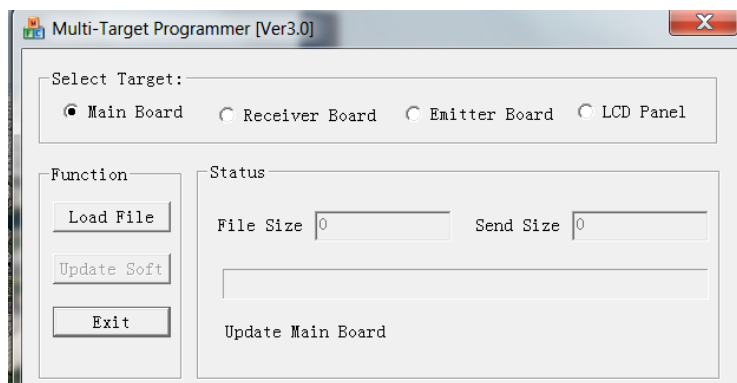 Multi-Target Programmer [Ver3.0]
Select Target:
Main Board Receiver Board Emitter Board LCD Panel
Function
Status
Load File
File Size 0 Send Size 0
Update Soft
Exit
Update Main Board